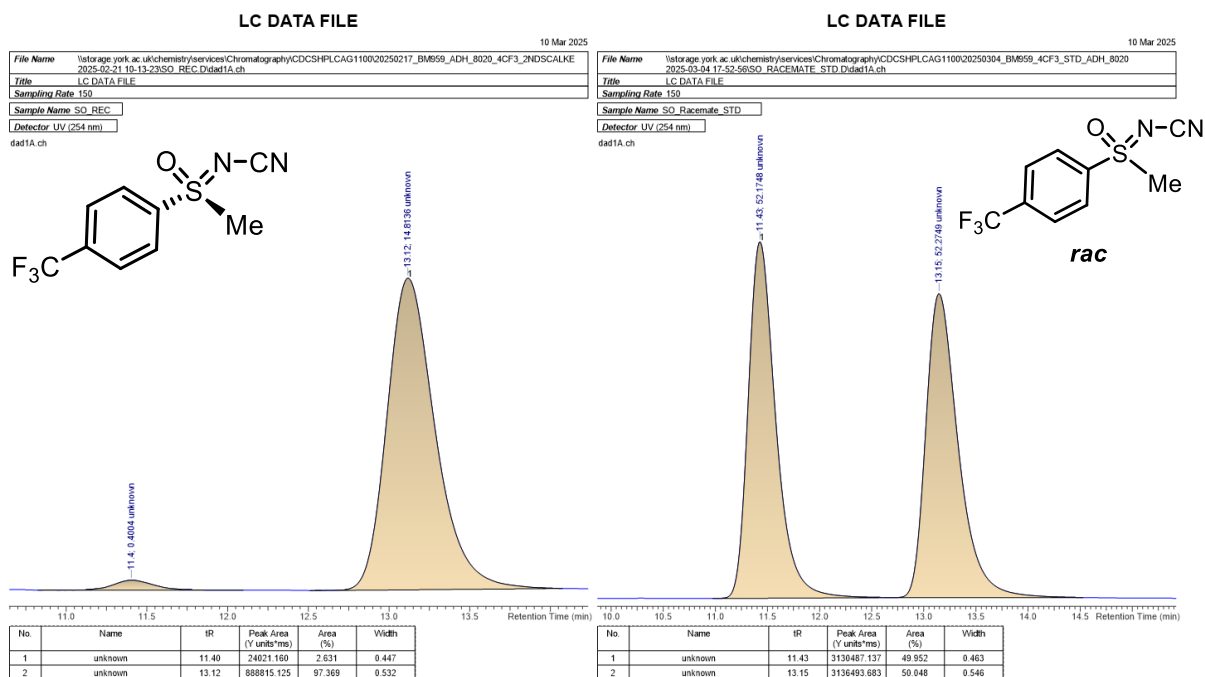 LC DATA FILE
10 Mar 2025
File Name \\storage.york.ac.uk\chemistry\services\Chromatography\CDCSHPLCAG1100\20250217_BM959_ADH_8020_4CF3_2NDSCALKE
2025-02-21 10-13-23\SO_REC.D\dad1A.ch
Title LC DATA FILE
Sampling Rate 150
Sample Name SO_REC
Detector UV (254 nm)
dad1A.ch
O
N
CN
S
Me
F3C
11.4; 0.4004 unknown
13.12; 14.8136 unknown
11.0 11.5 12.0 12.5 13.0 13.5 Retention Time (min)
No. Name tR Peak Area (Y units*ms) Area (%) Width
1 unknown 11.40 24021.160 2.631 0.447
2 unknown 13.12 888815.125 97.369 0.532
LC DATA FILE
10 Mar 2025
File Name \\storage.york.ac.uk\chemistry\services\Chromatography\CDCSHPLCAG1100\20250304_BM959_4CF3_STD_ADH_8020
2025-03-04 17-52-56\SO_RACEMATE_STD.D\dad1A.ch
Title LC DATA FILE
Sampling Rate 150
Sample Name SO_Racemate_STD
Detector UV (254 nm)
dad1A.ch
O
N
CN
S
Me
F3C
rac
11.43; 52.1748 unknown
13.15; 52.2749 unknown
10.0 10.5 11.0 11.5 12.0 12.5 13.0 13.5 14.0 14.5 Retention Time (min)
No. Name tR Peak Area (Y units*ms) Area (%) Width
1 unknown 11.43 3130487.137 49.952 0.463
2 unknown 13.15 3136493.683 50.048 0.546